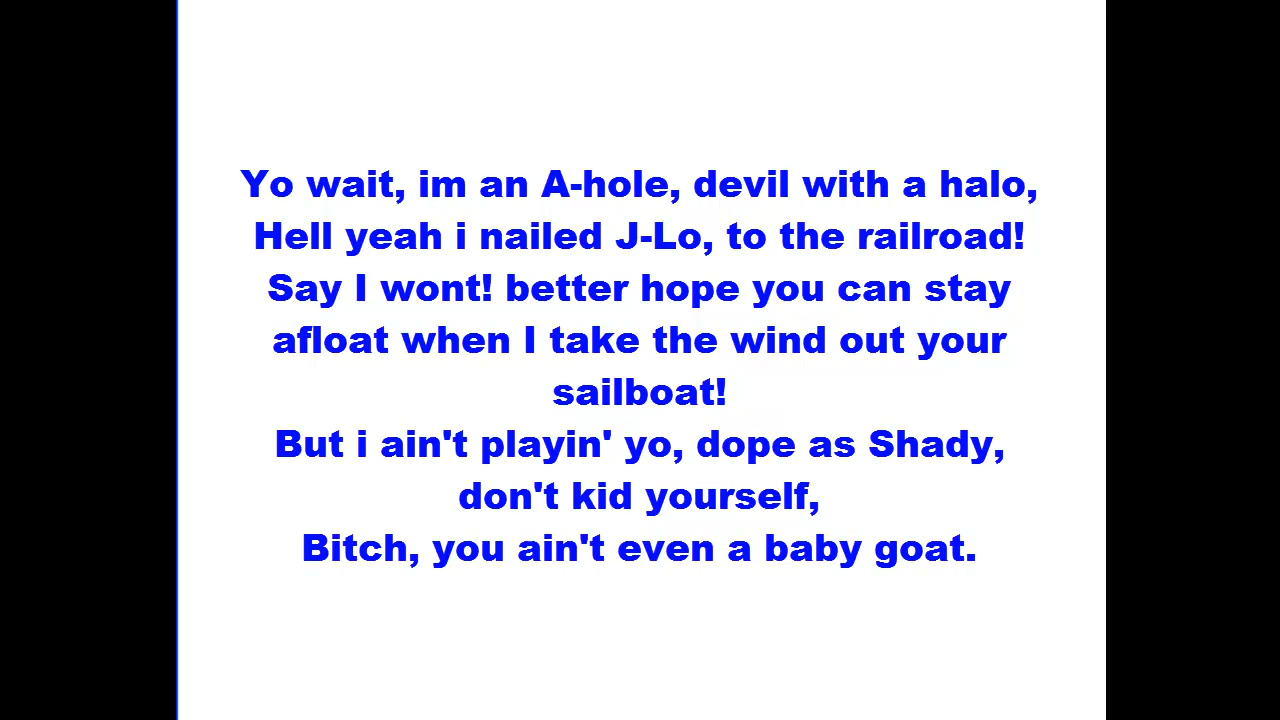 Yo wait, im an A-hole, devil with a halo,
Hell yeah i nailed J-Lo, to the railroad!
Say I wont! better hope you can stay
afloat when I take the wind out your
sailboat!
But i ain't playin' yo, dope as Shady,
don't kid yourself,
Bitch, you ain't even a baby goat.